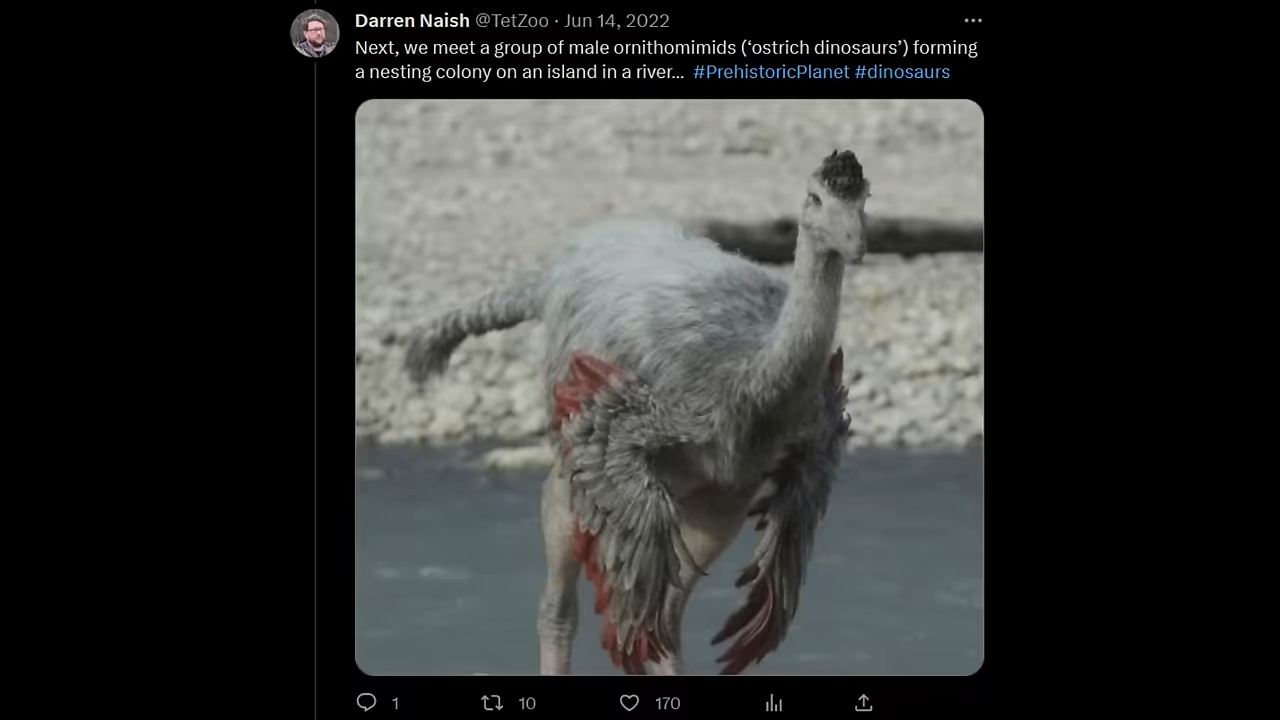 Darren Naish @TetZoo · Jun 14, 2022
Next, we meet a group of male ornithomimids (‘ostrich dinosaurs’) forming
a nesting colony on an island in a river... #PrehistoricPlanet #dinosaurs
1 10 170